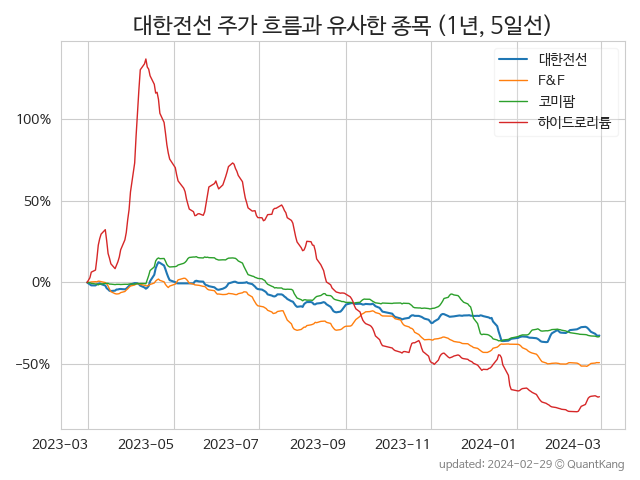 대한전선 주가 흐름과 유사한 종목 (1년, 5일선)
대한전선
F&F
코미팜
하이드로리튬
100%
50%
0%
−50%
2023-03 2023-05 2023-07 2023-09 2023-11 2024-01 2024-03
updated: 2024-02-29 © QuantKang